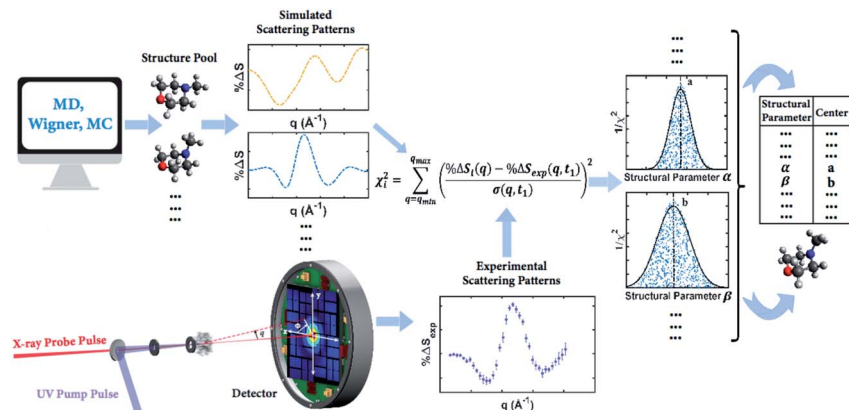 Simulated
Scattering Patterns
Structure Pool
MD,
Wigner, MC
%ΔS
q (Å⁻¹)
%ΔS
q (Å⁻¹)
χᵢ² = ∑ q=qmin qmax ( (%ΔSᵢ(q) − %ΔSexp(q, t₁)) / σ(q, t₁) )²
a
1/χ²
Structural Parameter α
b
1/χ²
Structural Parameter β
Structural
Parameter
Center
...
...
...
...
...
...
α
a
β
b
...
...
...
...
Experimental
Scattering Patterns
%ΔSexp
q (Å⁻¹)
X-ray Probe Pulse
UV Pump Pulse
Detector
x
y
Φ
q